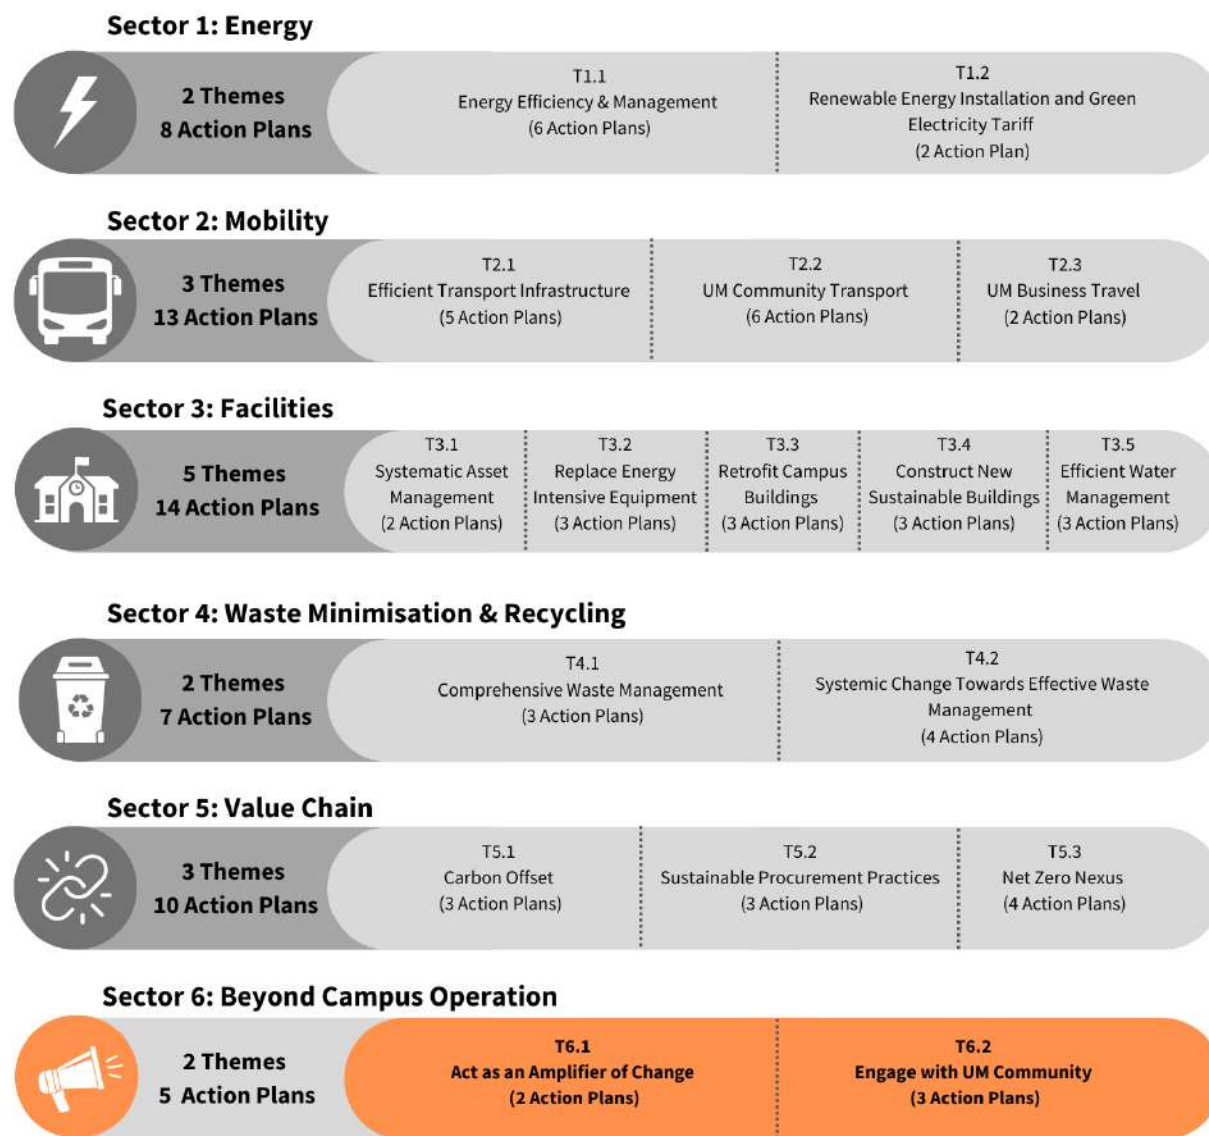 Sector 1: Energy
2 Themes
8 Action Plans
T1.1
Energy Efficiency & Management
(6 Action Plans)
T1.2
Renewable Energy Installation and Green
Electricity Tariff
(2 Action Plan)
Sector 2: Mobility
3 Themes
13 Action Plans
T2.1
Efficient Transport Infrastructure
(5 Action Plans)
T2.2
UM Community Transport
(6 Action Plans)
T2.3
UM Business Travel
(2 Action Plans)
Sector 3: Facilities
5 Themes
14 Action Plans
T3.1
Systematic Asset
Management
(2 Action Plans)
T3.2
Replace Energy
Intensive Equipment
(3 Action Plans)
T3.3
Retrofit Campus
Buildings
(3 Action Plans)
T3.4
Construct New
Sustainable Buildings
(3 Action Plans)
T3.5
Efficient Water
Management
(3 Action Plans)
Sector 4: Waste Minimisation & Recycling
2 Themes
7 Action Plans
T4.1
Comprehensive Waste Management
(3 Action Plans)
T4.2
Systemic Change Towards Effective Waste
Management
(4 Action Plans)
Sector 5: Value Chain
3 Themes
10 Action Plans
T5.1
Carbon Offset
(3 Action Plans)
T5.2
Sustainable Procurement Practices
(3 Action Plans)
T5.3
Net Zero Nexus
(4 Action Plans)
Sector 6: Beyond Campus Operation
2 Themes
5 Action Plans
T6.1
Act as an Amplifier of Change
(2 Action Plans)
T6.2
Engage with UM Community
(3 Action Plans)